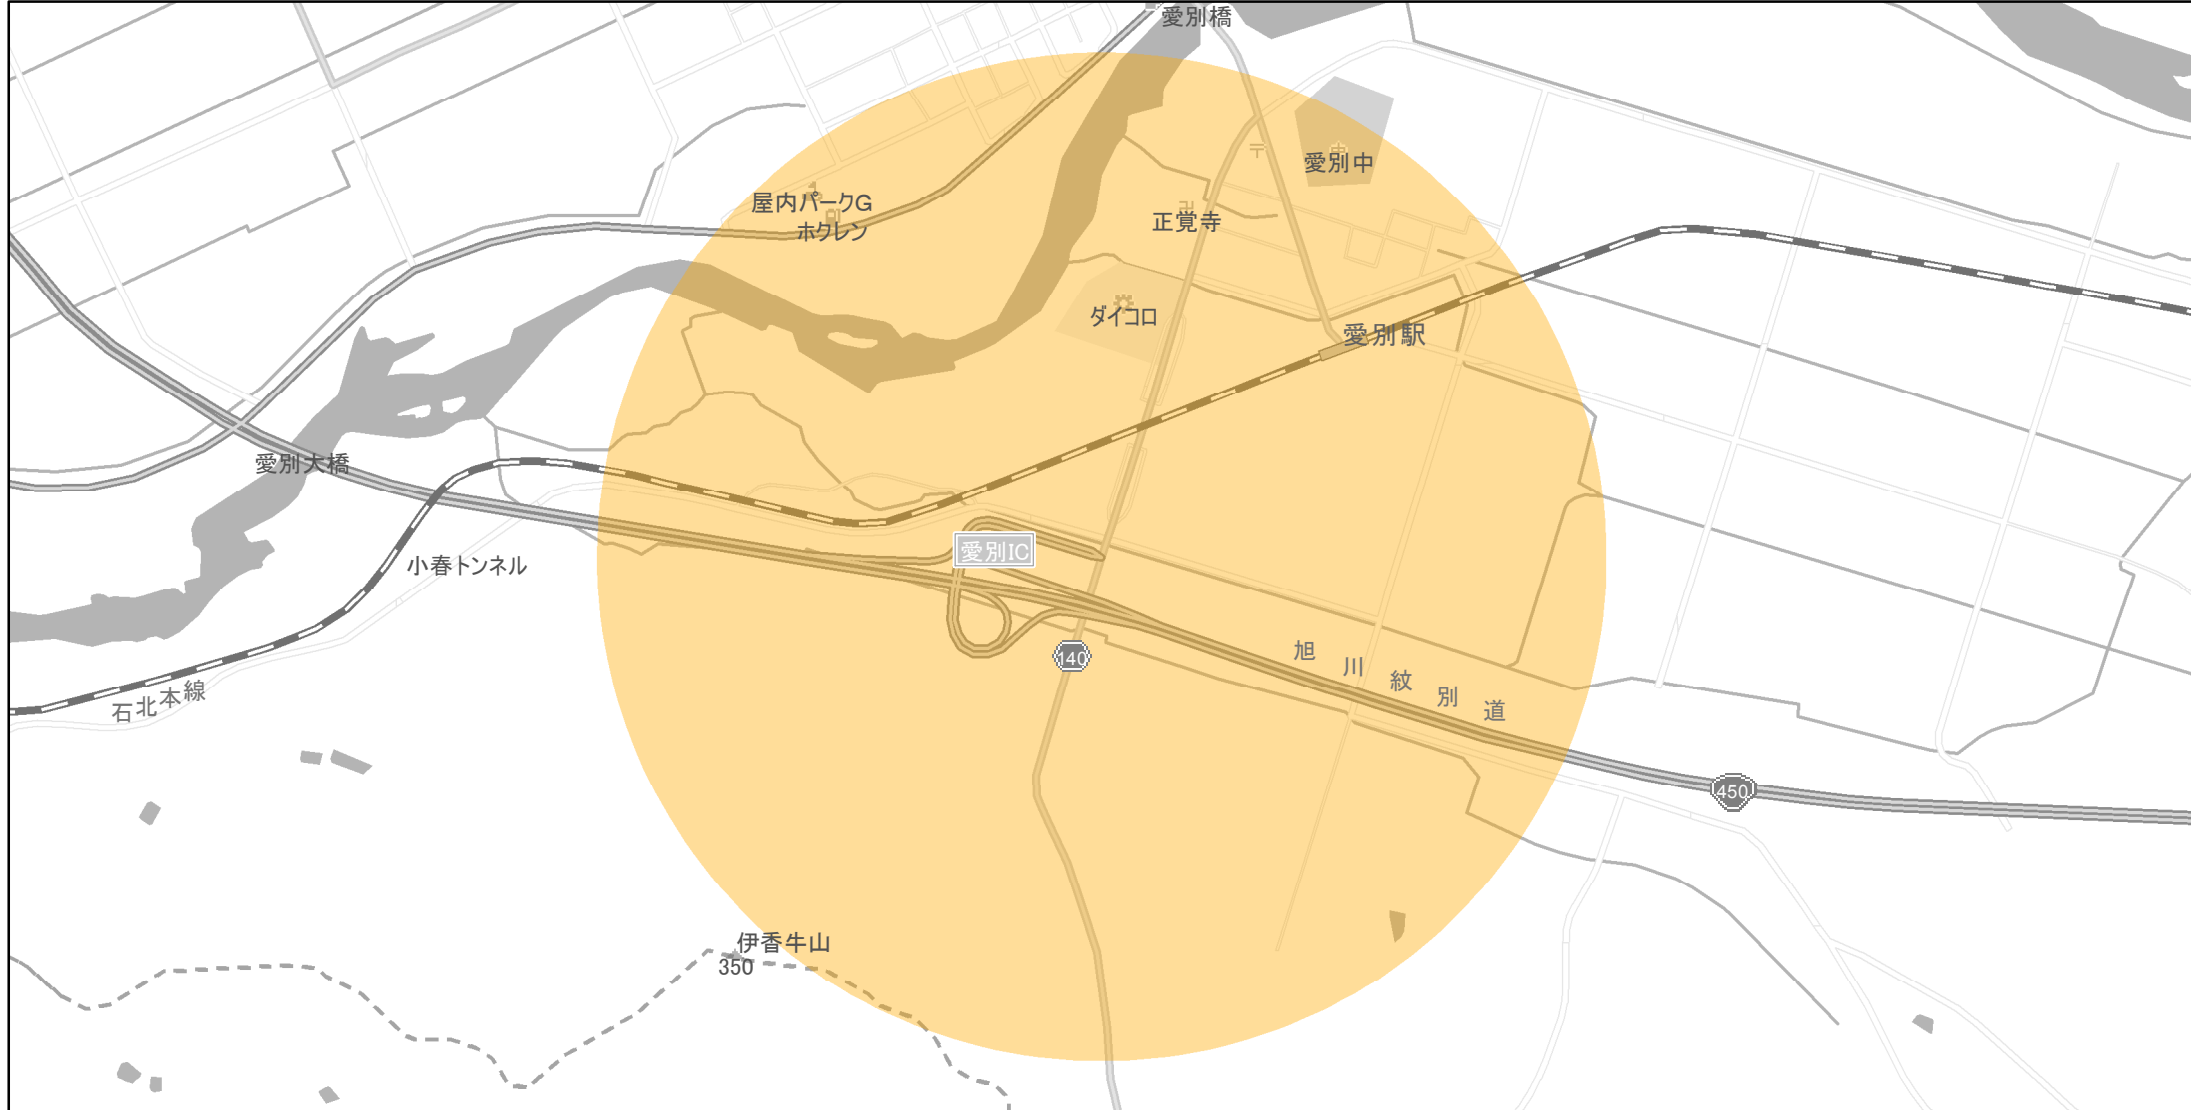 愛別橋
愛別中
屋内パークG
ホクレン
正覚寺
ダイコロ
愛別駅
愛別大橋
愛別IC
小春トンネル
140
旭川紋別道
石北本線
450
伊香牛山
350